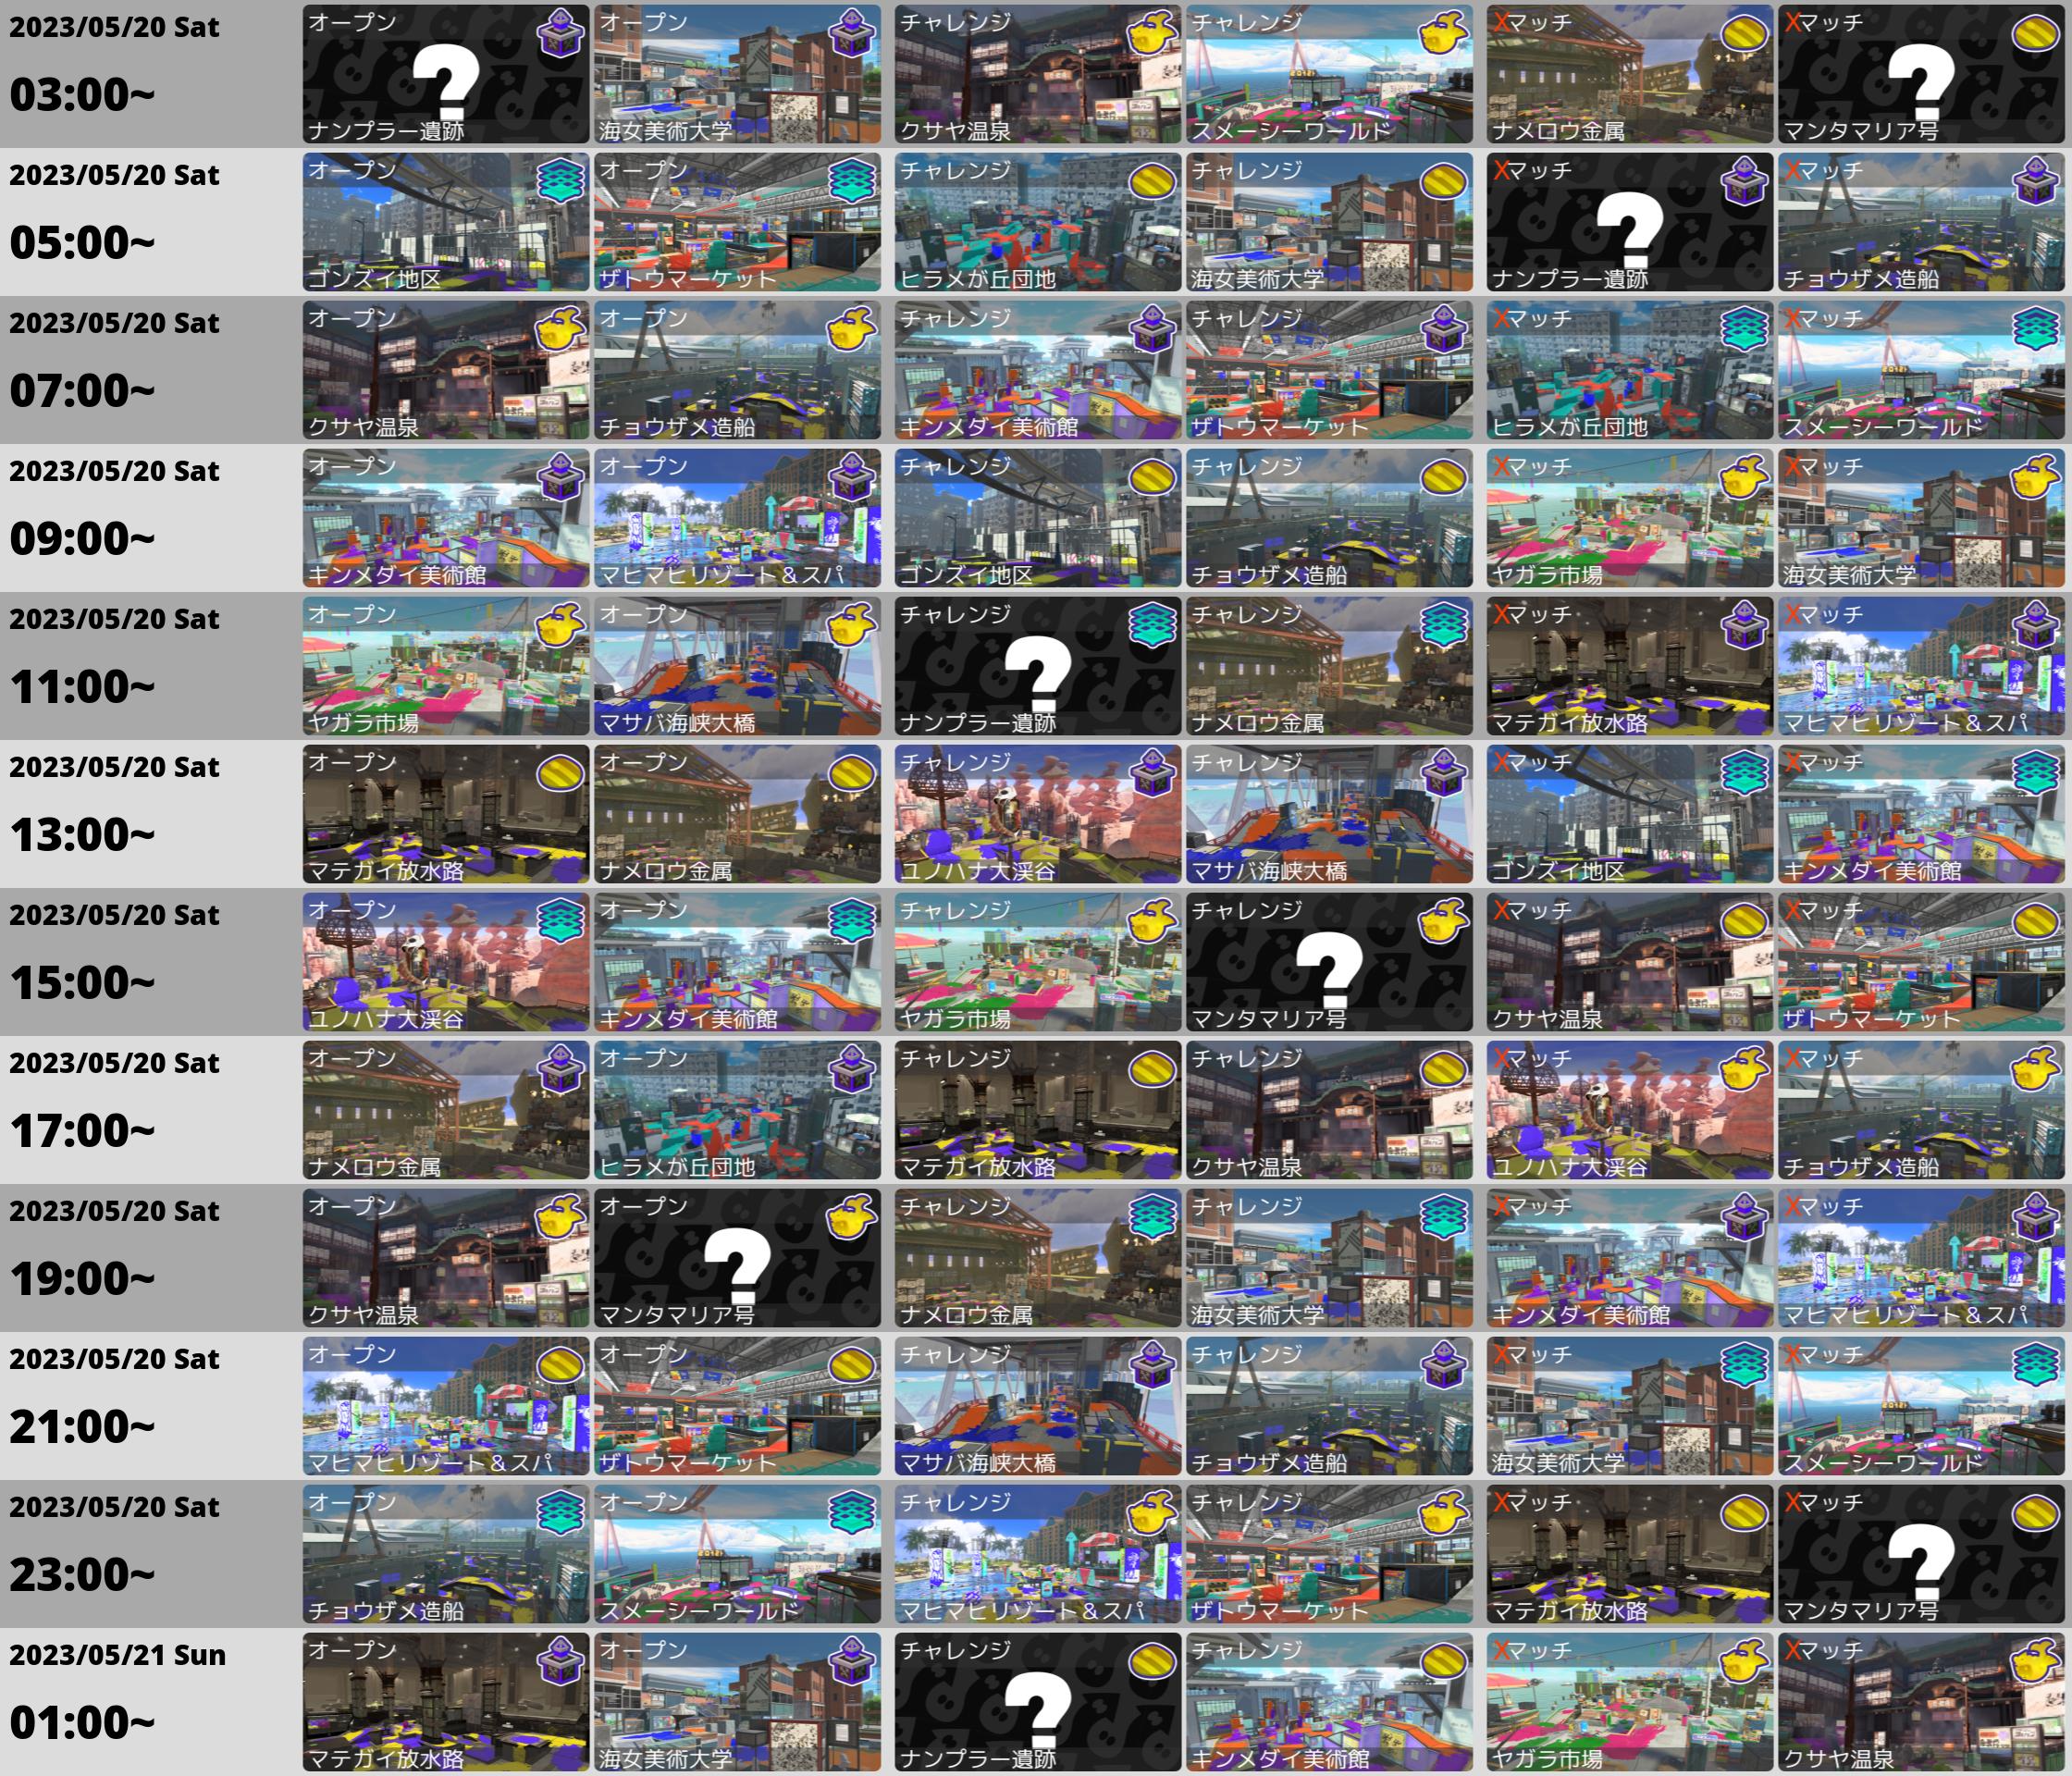 2023/05/20 Sat
03:00~
オープン
ナンプラー遺跡
オープン
海女美術大学
チャレンジ
クサヤ温泉
チャレンジ
スメーシーワールド
Xマッチ
ナメロウ金属
Xマッチ
マンタマリア号
2023/05/20 Sat
05:00~
オープン
ゴンズイ地区
オープン
ザトウマーケット
チャレンジ
ヒラメが丘団地
チャレンジ
海女美術大学
Xマッチ
ナンプラー遺跡
Xマッチ
チョウザメ造船
2023/05/20 Sat
07:00~
オープン
クサヤ温泉
オープン
チョウザメ造船
チャレンジ
キンメダイ美術館
チャレンジ
ザトウマーケット
Xマッチ
ヒラメが丘団地
Xマッチ
スメーシーワールド
2023/05/20 Sat
09:00~
オープン
キンメダイ美術館
オープン
マヒマヒリゾート＆スパ
チャレンジ
ゴンズイ地区
チャレンジ
チョウザメ造船
Xマッチ
ヤガラ市場
Xマッチ
海女美術大学
2023/05/20 Sat
11:00~
オープン
ヤガラ市場
オープン
マサバ海峡大橋
チャレンジ
ナンプラー遺跡
チャレンジ
ナメロウ金属
Xマッチ
マテガイ放水路
Xマッチ
マヒマヒリゾート＆スパ
2023/05/20 Sat
13:00~
オープン
マテガイ放水路
オープン
ナメロウ金属
チャレンジ
ユノハナ大渓谷
チャレンジ
マサバ海峡大橋
Xマッチ
ゴンズイ地区
Xマッチ
キンメダイ美術館
2023/05/20 Sat
15:00~
オープン
ユノハナ大渓谷
オープン
キンメダイ美術館
チャレンジ
ヤガラ市場
チャレンジ
マンタマリア号
Xマッチ
クサヤ温泉
Xマッチ
ザトウマーケット
2023/05/20 Sat
17:00~
オープン
ナメロウ金属
オープン
ヒラメが丘団地
チャレンジ
マテガイ放水路
チャレンジ
クサヤ温泉
Xマッチ
ユノハナ大渓谷
Xマッチ
チョウザメ造船
2023/05/20 Sat
19:00~
オープン
クサヤ温泉
オープン
マンタマリア号
チャレンジ
ナメロウ金属
チャレンジ
海女美術大学
Xマッチ
キンメダイ美術館
Xマッチ
マヒマヒリゾート＆スパ
2023/05/20 Sat
21:00~
オープン
マヒマヒリゾート＆スパ
オープン
ザトウマーケット
チャレンジ
マサバ海峡大橋
チャレンジ
チョウザメ造船
Xマッチ
海女美術大学
Xマッチ
スメーシーワールド
2023/05/20 Sat
23:00~
オープン
チョウザメ造船
オープン
スメーシーワールド
チャレンジ
マヒマヒリゾート＆スパ
チャレンジ
ザトウマーケット
Xマッチ
マテガイ放水路
Xマッチ
マンタマリア号
2023/05/21 Sun
01:00~
オープン
マテガイ放水路
オープン
海女美術大学
チャレンジ
ナンプラー遺跡
チャレンジ
キンメダイ美術館
Xマッチ
ヤガラ市場
Xマッチ
クサヤ温泉